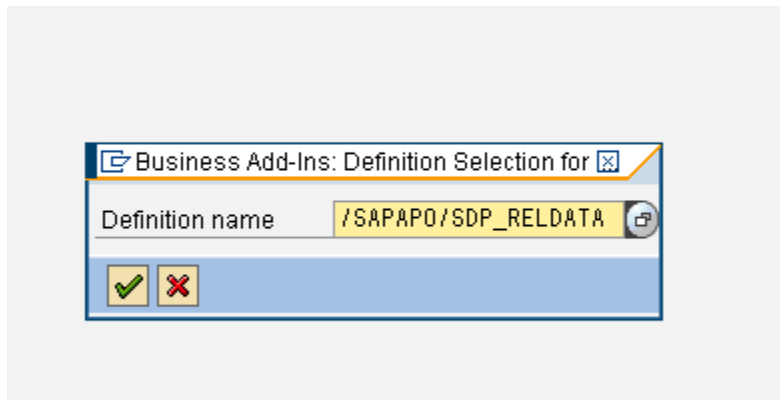 Business Add-Ins: Definition Selection for
Definition name /SAPAPO/SDP_RELDATA